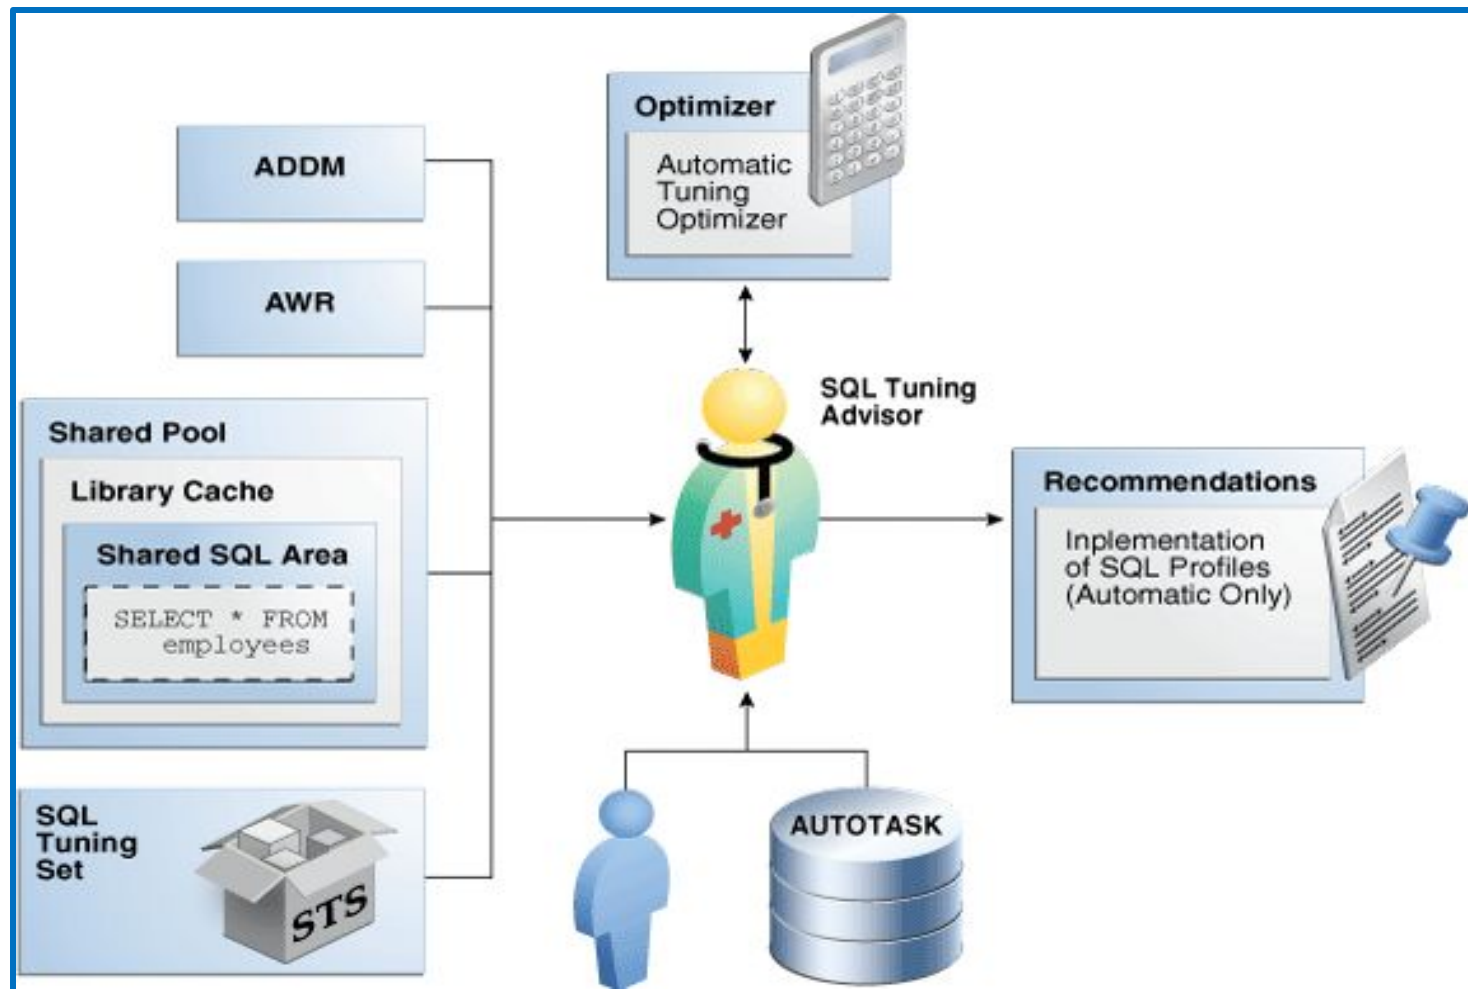 Optimizer
Automatic
Tuning
Optimizer
ADDM
AWR
Shared Pool
Library Cache
Shared SQL Area
SELECT * FROM
employees
SQL
Tuning
Set
STS
SQL Tuning
Advisor
AUTOTASK
Recommendations
Inplementation
of SQL Profiles
(Automatic Only)